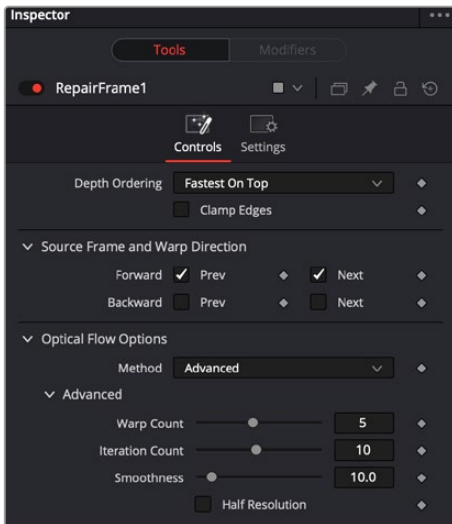 Inspector
Tools Modifiers
RepairFrame1
Controls Settings
Depth Ordering Fastest On Top
Clamp Edges
Source Frame and Warp Direction
Forward Prev Next
Backward Prev Next
Optical Flow Options
Method Advanced
Advanced
Warp Count 5
Iteration Count 10
Smoothness 10.0
Half Resolution